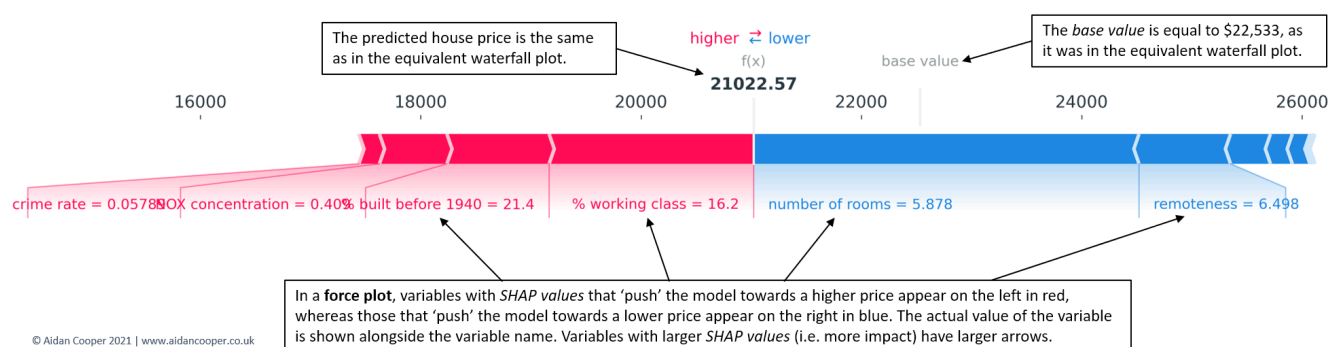 The predicted house price is the same
as in the equivalent waterfall plot.
higher lower
f(x)
21022.57
base value
The base value is equal to $22,533, as
it was in the equivalent waterfall plot.
16000 18000 20000 22000 24000 26000
crime rate = 0.05789 NOX concentration = 0.409 % built before 1940 = 21.4 % working class = 16.2 number of rooms = 5.878 remoteness = 6.498
In a force plot, variables with SHAP values that ‘push’ the model towards a higher price appear on the left in red,
whereas those that ‘push’ the model towards a lower price appear on the right in blue. The actual value of the variable
is shown alongside the variable name. Variables with larger SHAP values (i.e. more impact) have larger arrows.
© Aidan Cooper 2021 | www.aidancooper.co.uk